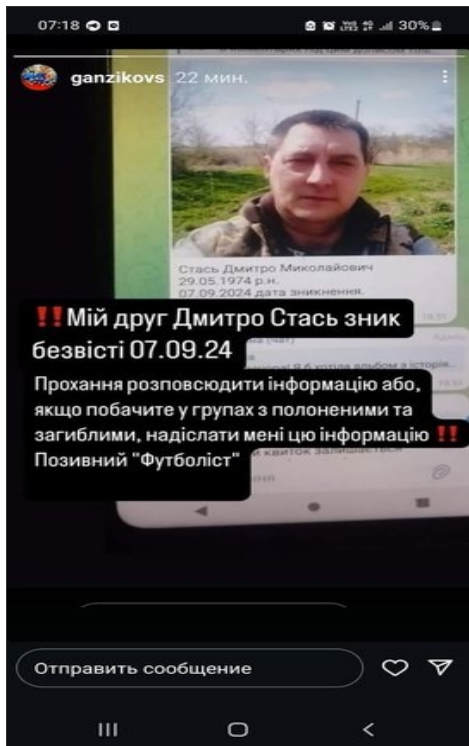 07:18
30%
ganzikovs 22 мин.
Стась Дмитро Миколайович
29.05.1974 р.н.
07.09.2024 дата зникнення.
‼️Мій друг Дмитро Стась зник
безвісті 07.09.24
Прохання розповсюдити інформацію або,
якщо побачите у групах з полоненими та
загиблими, надіслати мені цю інформацію ‼️
Позивний "Футболіст"
квиток залишається
Отправить сообщение